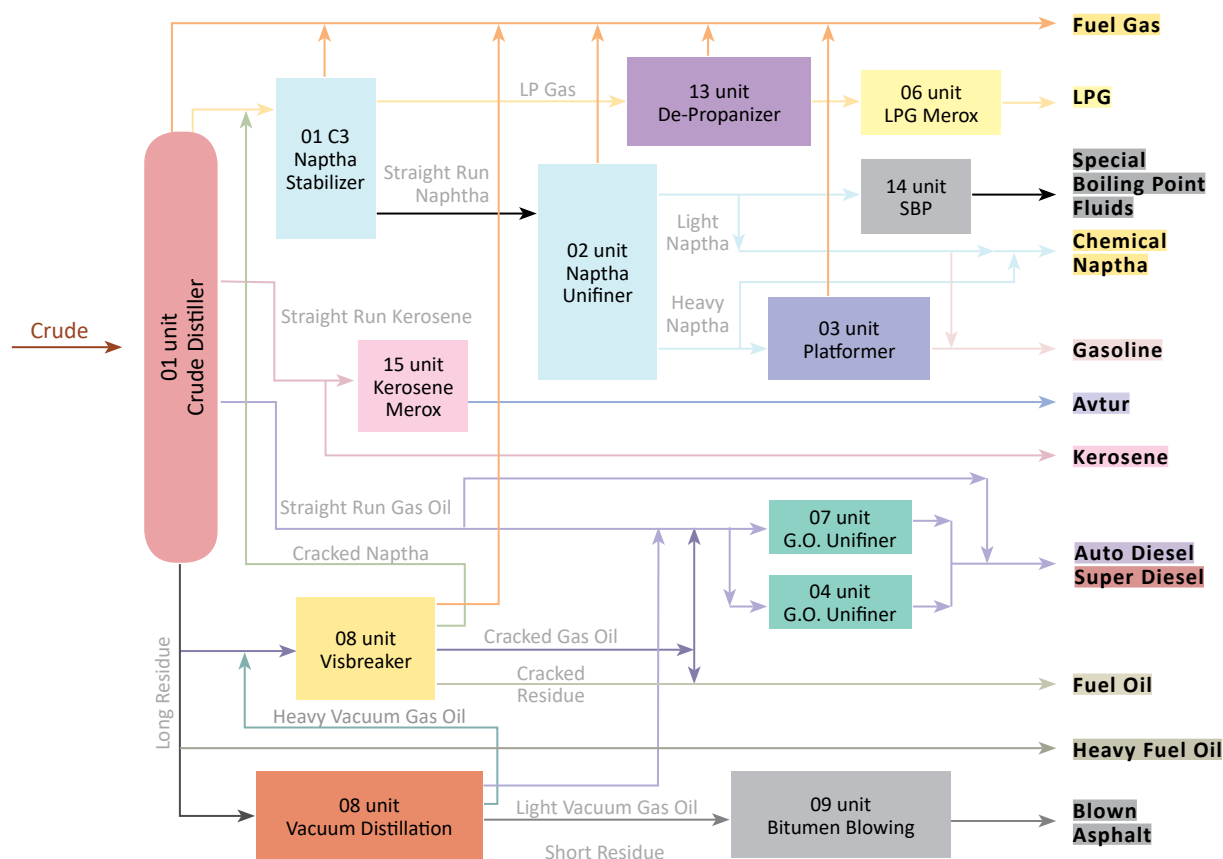 Fuel Gas
LP Gas
13 unit
De-Propanizer
06 unit
LPG Merox
LPG
01 C3
Naptha
Stabilizer
Straight Run
Naphtha
14 unit
SBP
Special
Boiling Point
Fluids
02 unit
Naptha
Unifiner
Light
Naptha
Chemical
Naptha
Heavy
Naptha
03 unit
Platformer
Gasoline
Crude
01 unit
Crude Distiller
Straight Run Kerosene
15 unit
Kerosene
Merox
Avtur
Kerosene
Straight Run Gas Oil
07 unit
G.O. Unifiner
Cracked Naptha
04 unit
G.O. Unifiner
Auto Diesel
Super Diesel
08 unit
Visbreaker
Cracked Gas Oil
Cracked
Residue
Fuel Oil
Long Residue
Heavy Vacuum Gas Oil
Heavy Fuel Oil
08 unit
Vacuum Distillation
Light Vacuum Gas Oil
Short Residue
09 unit
Bitumen Blowing
Blown
Asphalt